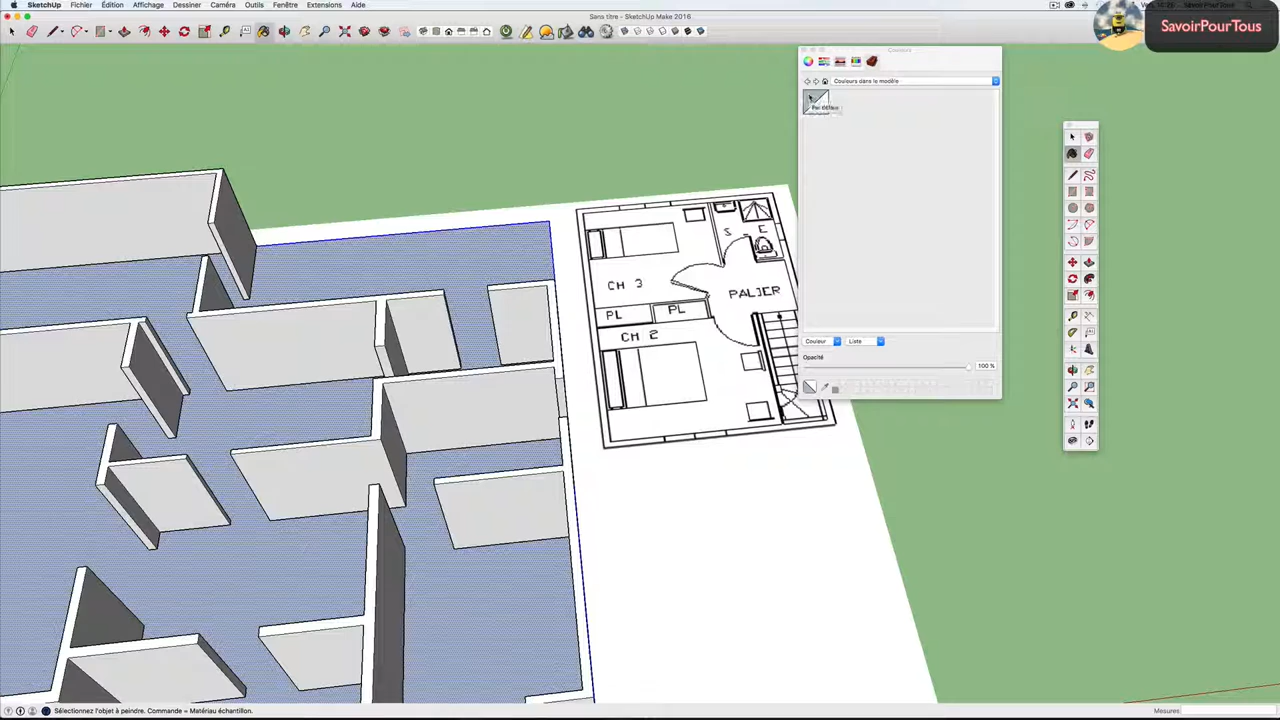 SketchUp Fichier Édition Affichage Dessiner Caméra Outils Fenêtre Extensions Aide
Sans titre - SketchUp Make 2016
SavoirPourTous
Couleurs
Couleurs dans le modèle
Par défaut
S E
CH 3
PALIER
PL PL
CH 2
Couleur Liste
Opacité
100 %
Sélectionnez l'objet à peindre. Commande = Matériau échantillon.
Mesures